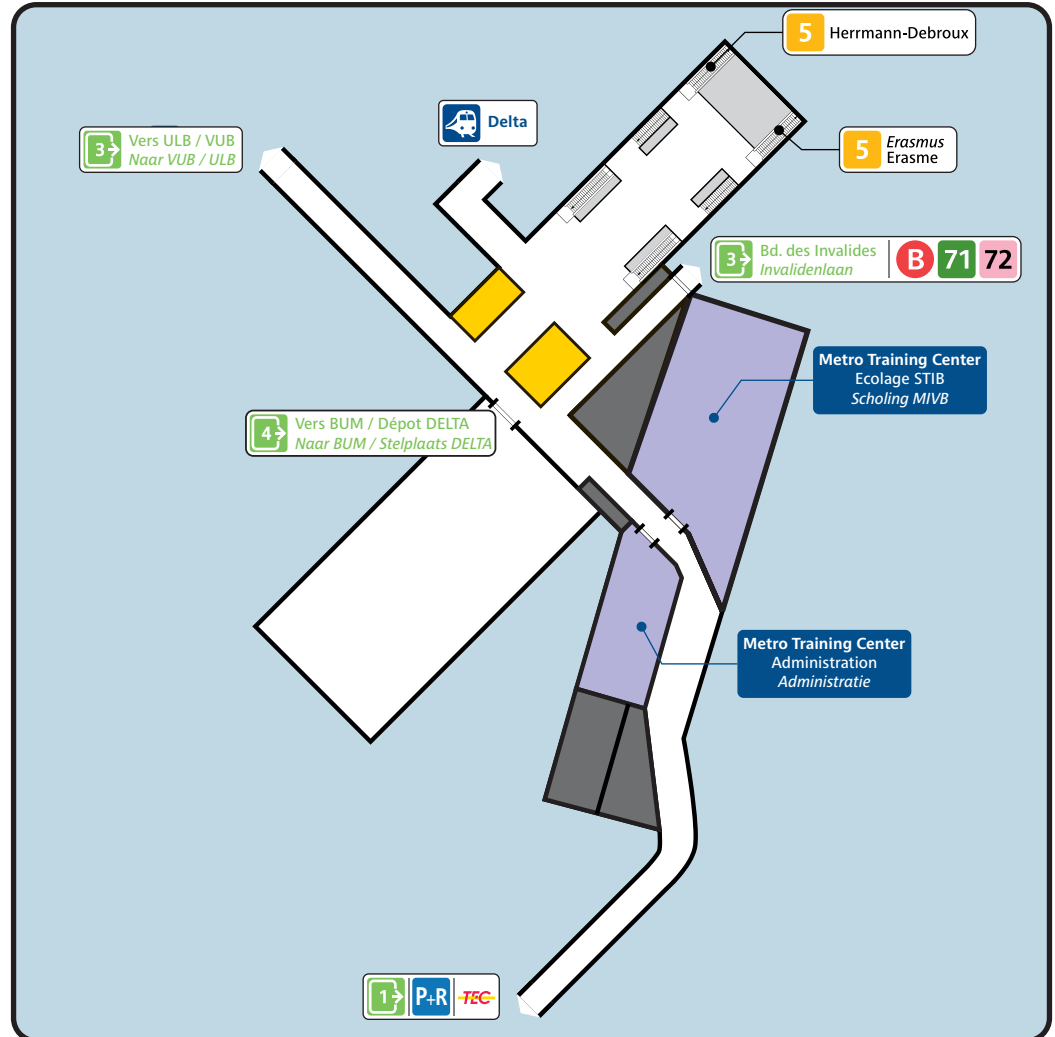 5 Herrmann-Debroux
Delta
3 Vers ULB / VUB
Naar VUB / ULB
5 Erasmus
Erasme
3 Bd. des Invalides B 71 72
Invalidenlaan
Metro Training Center
Ecolage STIB
Scholing MIVB
4 Vers BUM / Dépot DELTA
Naar BUM / Stelplaats DELTA
Metro Training Center
Administration
Administratie
1 P+R TEC